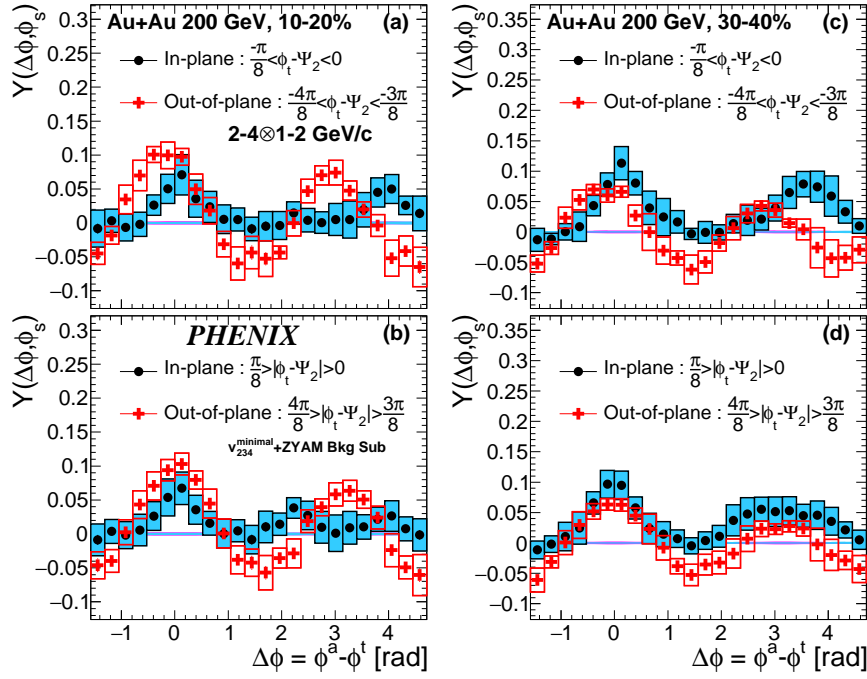 Au+Au 200 GeV, 10-20% (a)
In-plane : -π/8<ϕt-Ψ2<0
Out-of-plane : -4π/8<ϕt-Ψ2<-3π/8
2-4⊗1-2 GeV/c
Y(Δϕ,ϕs)
0.3
0.25
0.2
0.15
0.1
0.05
0
−0.05
−0.1
Au+Au 200 GeV, 30-40% (c)
In-plane : -π/8<ϕt-Ψ2<0
Out-of-plane : -4π/8<ϕt-Ψ2<-3π/8
Y(Δϕ,ϕs)
0.35
0.3
0.25
0.2
0.15
0.1
0.05
0
−0.05
−0.1
PHENIX (b)
In-plane : π/8>|ϕt-Ψ2|>0
Out-of-plane : 4π/8>|ϕt-Ψ2|>3π/8
v234minimal+ZYAM Bkg Sub
Y(Δϕ,ϕs)
0.3
0.25
0.2
0.15
0.1
0.05
0
−0.05
−0.1
−1 0 1 2 3 4
Δϕ = ϕa-ϕt [rad]
(d)
In-plane : π/8>|ϕt-Ψ2|>0
Out-of-plane : 4π/8>|ϕt-Ψ2|>3π/8
Y(Δϕ,ϕs)
0.35
0.3
0.25
0.2
0.15
0.1
0.05
0
−0.05
−0.1
−1 0 1 2 3 4
Δϕ = ϕa-ϕt [rad]